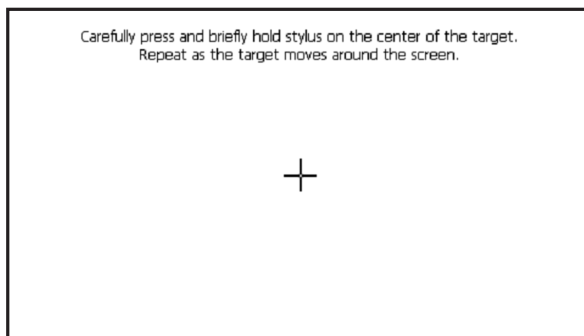 Carefully press and briefly hold stylus on the center of the target.
Repeat as the target moves around the screen.